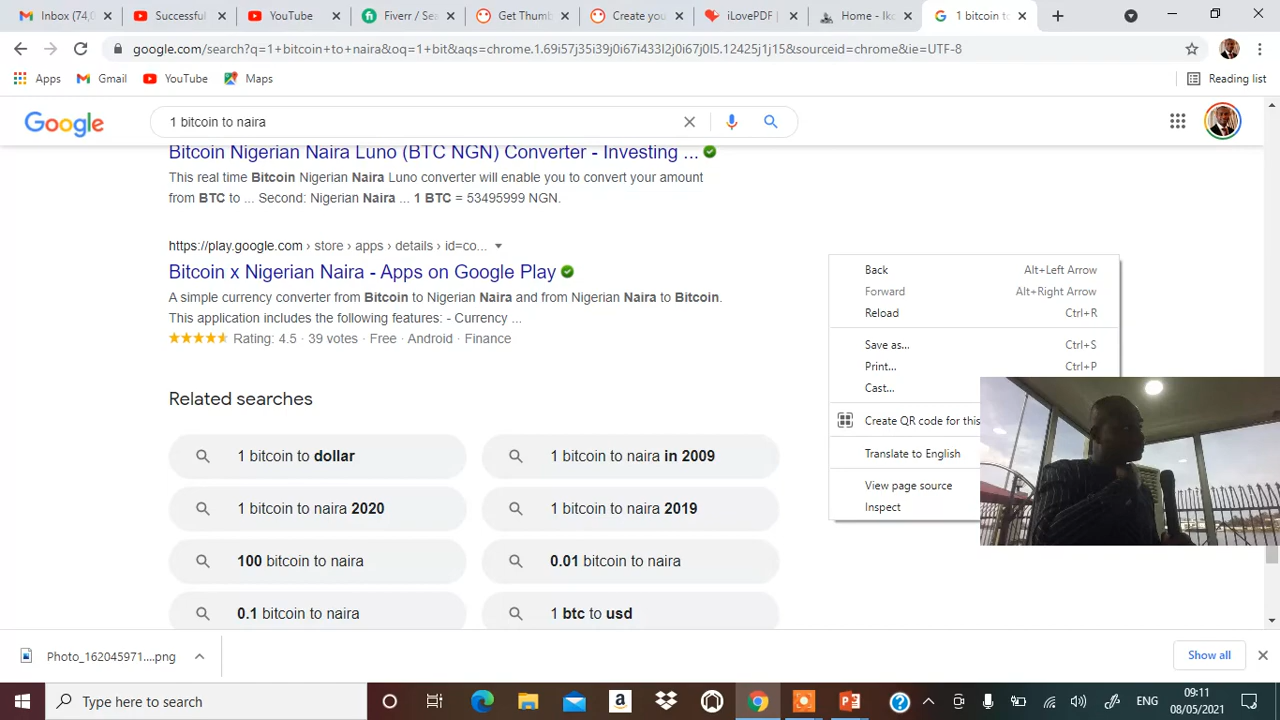 Inbox (74,0
Successful
YouTube
Fiverr / Sea
Get Thumb
Create you
iLovePDF |
Home - Iko
1 bitcoin to
google.com/search?q=1+bitcoin+to+naira&oq=1+bit&aqs=chrome.1.69i57j35i39j0i67i433l2j0i67j0l5.12425j1j15&sourceid=chrome&ie=UTF-8
Apps
Gmail
YouTube
Maps
Reading list
Google
1 bitcoin to naira
Bitcoin Nigerian Naira Luno (BTC NGN) Converter - Investing ...
This real time Bitcoin Nigerian Naira Luno converter will enable you to convert your amount
from BTC to ... Second: Nigerian Naira ... 1 BTC = 53495999 NGN.
https://play.google.com › store › apps › details › id=co...
Bitcoin x Nigerian Naira - Apps on Google Play
A simple currency converter from Bitcoin to Nigerian Naira and from Nigerian Naira to Bitcoin.
This application includes the following features: - Currency ...
Rating: 4.5 · 39 votes · Free · Android · Finance
Related searches
1 bitcoin to dollar
1 bitcoin to naira in 2009
1 bitcoin to naira 2020
1 bitcoin to naira 2019
100 bitcoin to naira
0.01 bitcoin to naira
0.1 bitcoin to naira
1 btc to usd
Back Alt+Left Arrow
Forward Alt+Right Arrow
Reload Ctrl+R
Save as... Ctrl+S
Print... Ctrl+P
Cast...
Create QR code for this
Translate to English
View page source
Inspect
Photo_162045971....png
Show all
Type here to search
ENG
09:11
08/05/2021